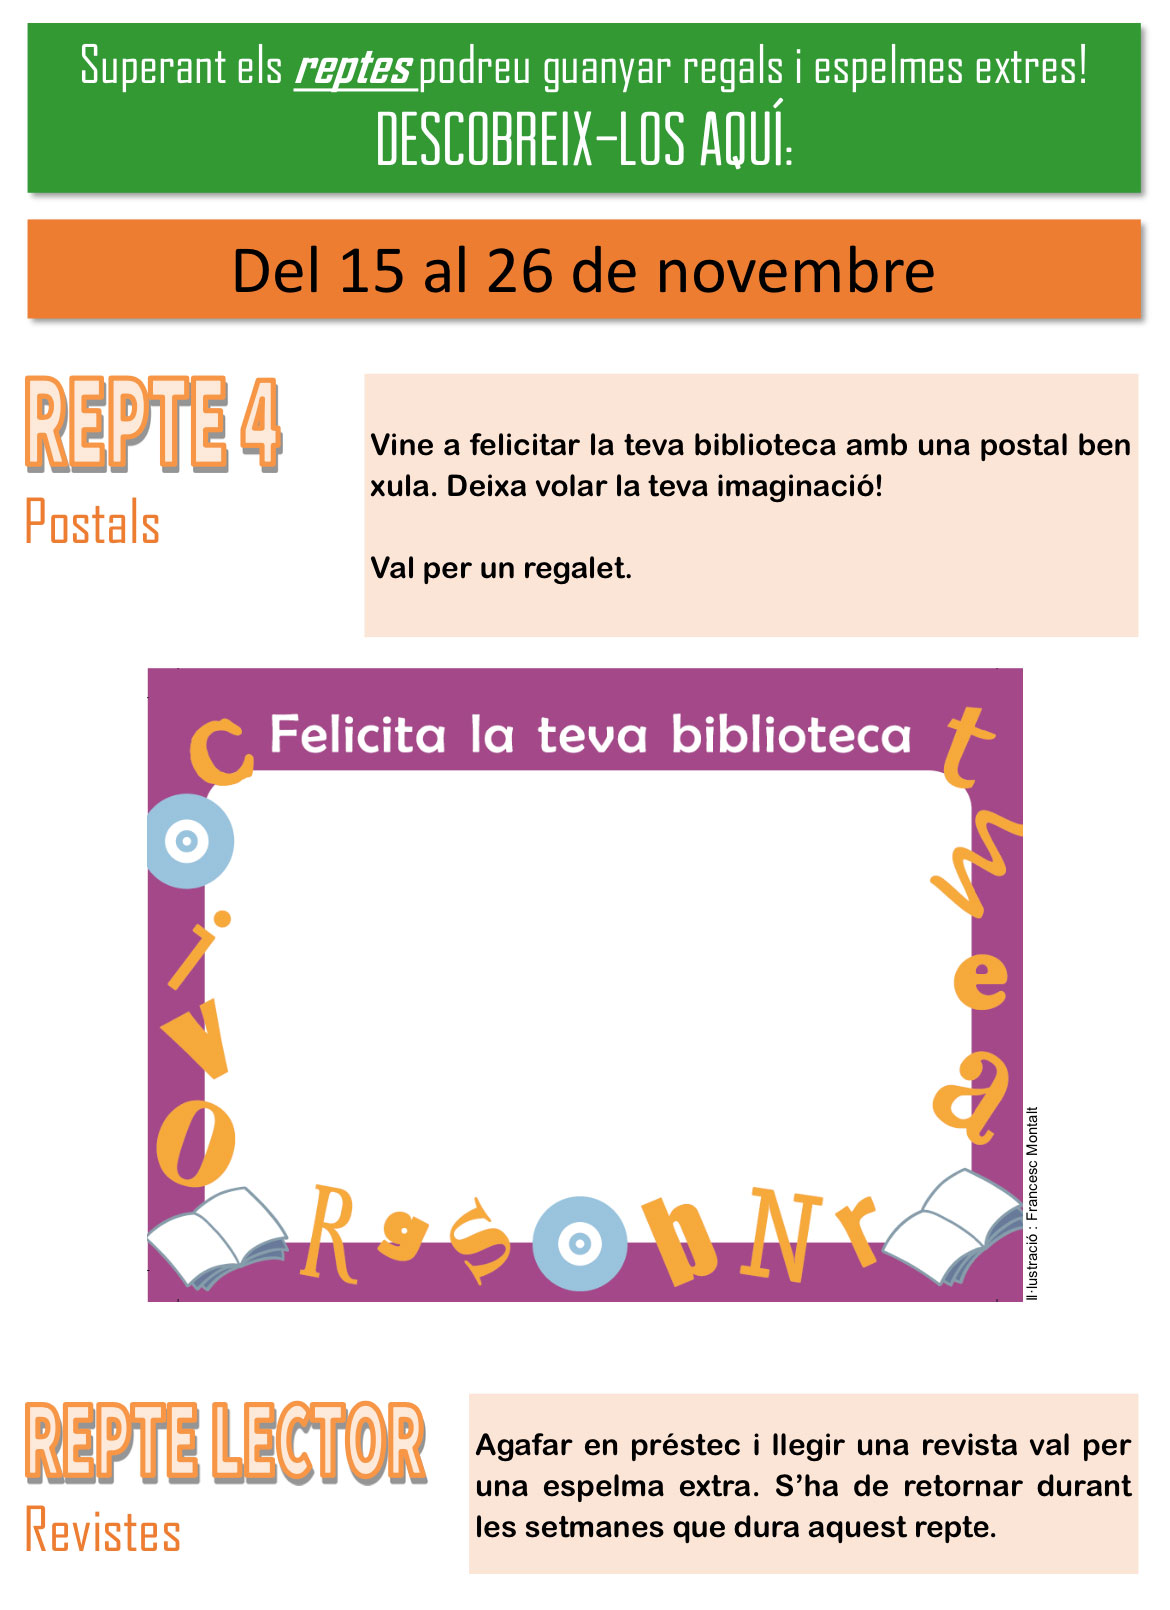 Superant els reptes podreu guanyar regals i espelmes extres!
DESCOBREIX-LOS AQUÍ:
Del 15 al 26 de novembre
REPTE 4
Postals
Vine a felicitar la teva biblioteca amb una postal ben
xula. Deixa volar la teva imaginació!
Val per un regalet.
Felicita la teva biblioteca
c
i
v
o
R g S b N r
t
m
e
a
Il·lustració : Francesc Montalt
REPTE LECTOR
Revistes
Agafar en préstec i llegir una revista val per
una espelma extra. S’ha de retornar durant
les setmanes que dura aquest repte.